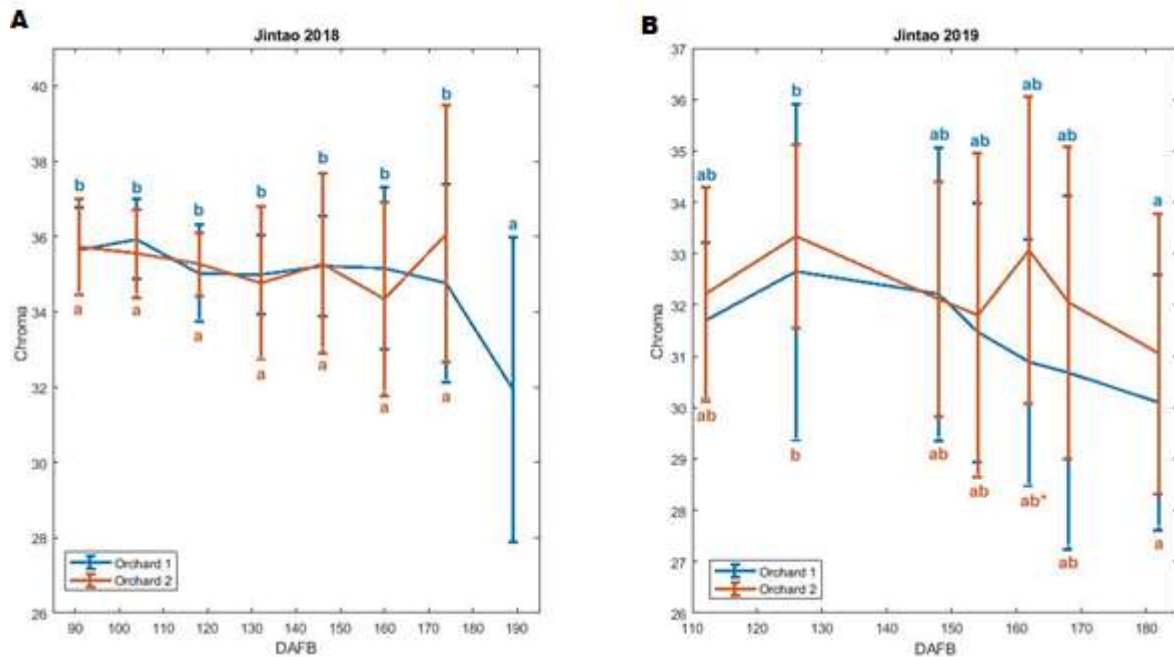 A
Jintao 2018
Chroma
40
38
36
34
32
30
28
26
b b b b b b b a
a a a a a a a
Orchard 1
Orchard 2
90 100 110 120 130 140 150 160 170 180 190
DAFB
B
Jintao 2019
Chroma
37
36
35
34
33
32
31
30
29
28
27
26
ab b ab ab ab ab a
ab b ab ab ab* ab a
Orchard 1
Orchard 2
110 120 130 140 150 160 170 180
DAFB